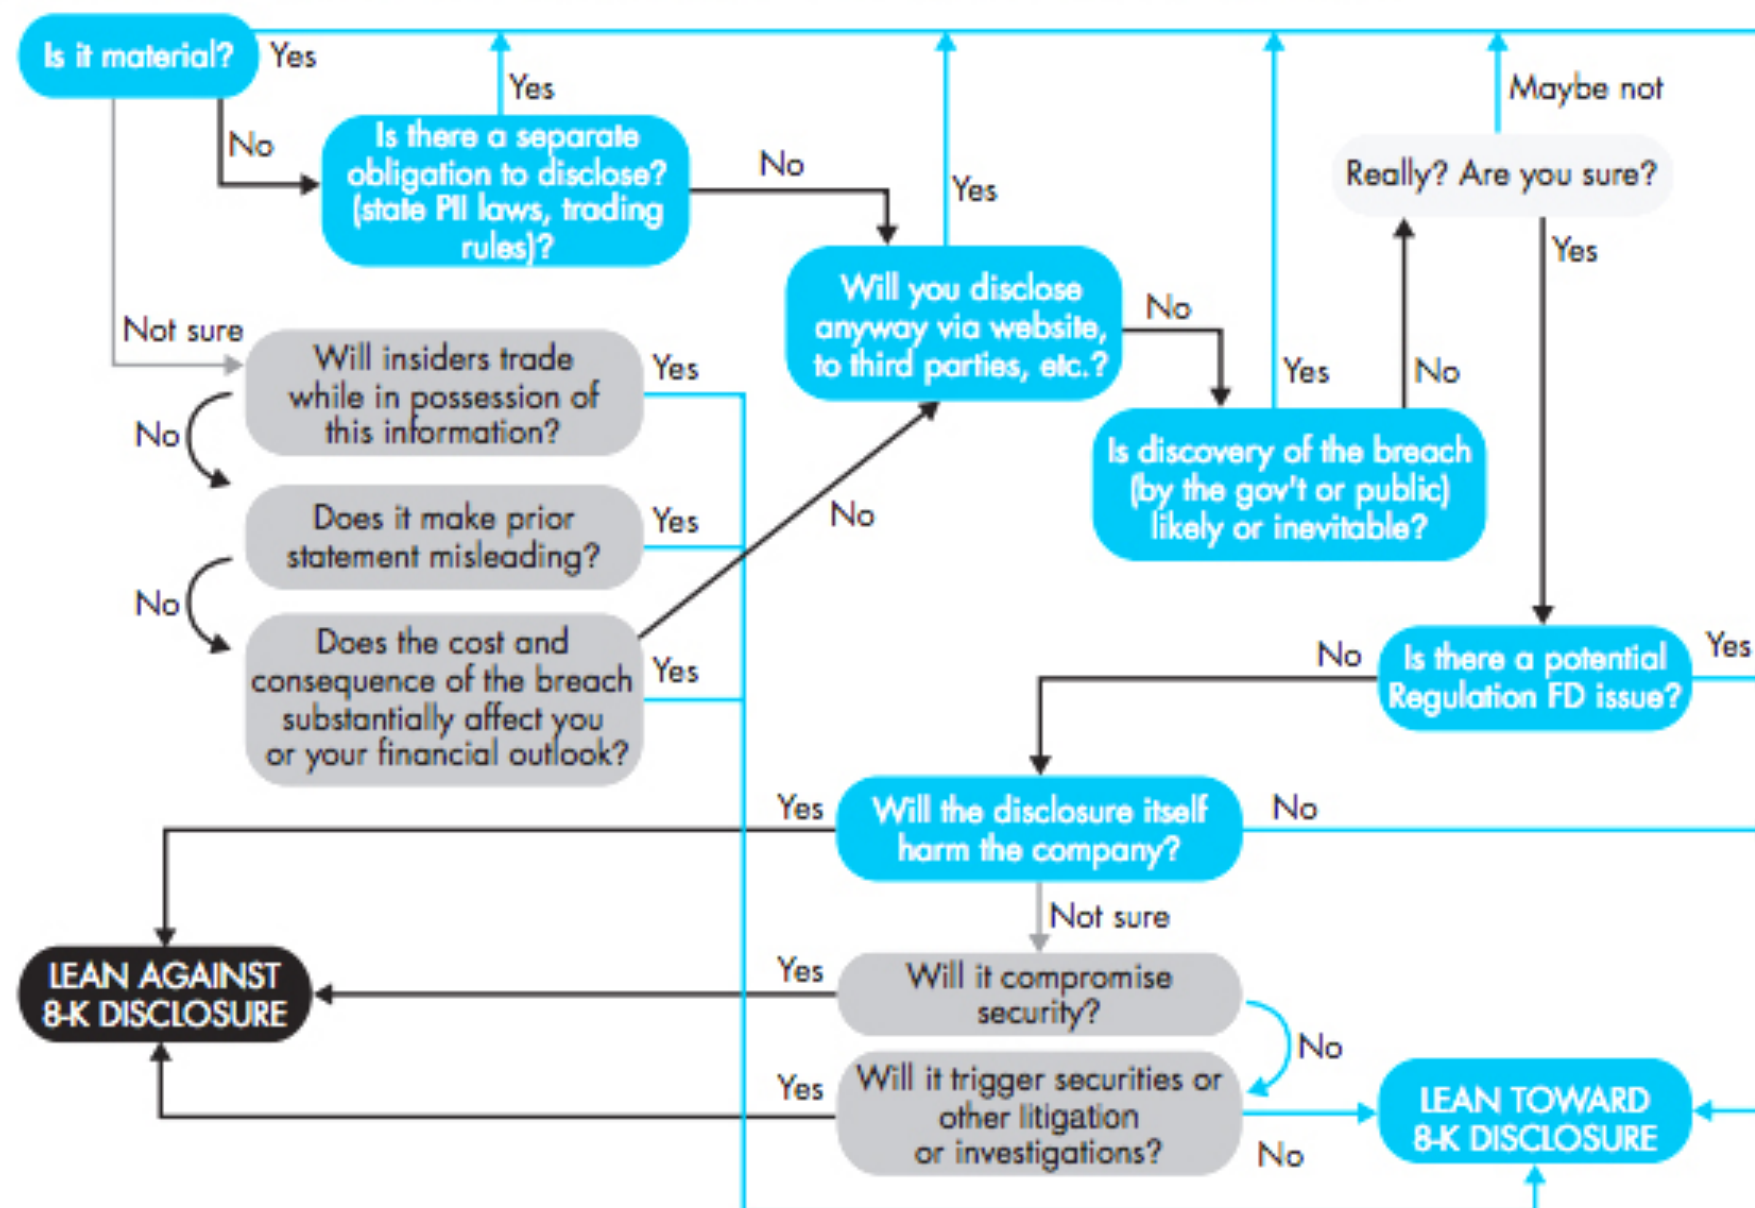 Is it material?
Yes
Yes
Maybe not
No
Is there a separate
obligation to disclose?
(state PII laws, trading
rules)?
No
Yes
Really? Are you sure?
Yes
Will you disclose
anyway via website,
to third parties, etc.?
No
Not sure
Will insiders trade
while in possession of
this information?
Yes
Yes
No
No
Is discovery of the breach
(by the gov't or public)
likely or inevitable?
Does it make prior
statement misleading?
Yes
No
No
Does the cost and
consequence of the breach
substantially affect you
or your financial outlook?
Yes
No
Is there a potential
Regulation FD issue?
Yes
Yes
Will the disclosure itself
harm the company?
No
Not sure
LEAN AGAINST
8-K DISCLOSURE
Yes
Will it compromise
security?
No
Yes
Will it trigger securities or
other litigation
or investigations?
No
LEAN TOWARD
8-K DISCLOSURE